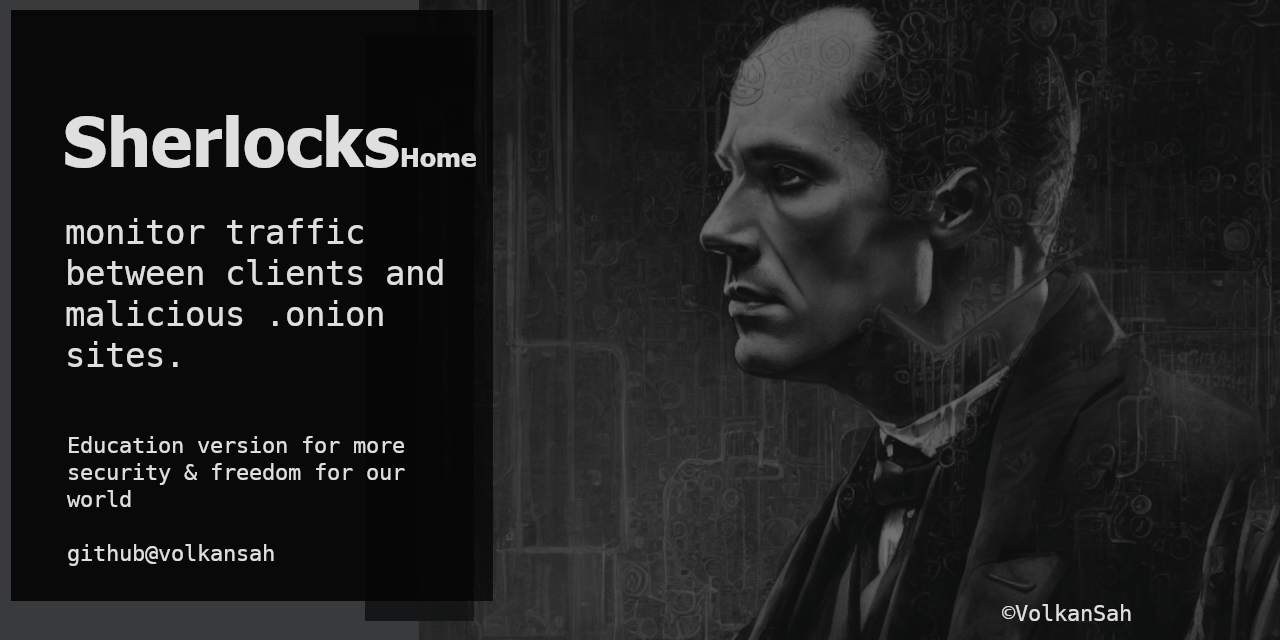 SherlocksHome
monitor traffic
between clients and
malicious .onion
sites.
Education version for more
security & freedom for our
world
github@volkansah
©VolkanSah